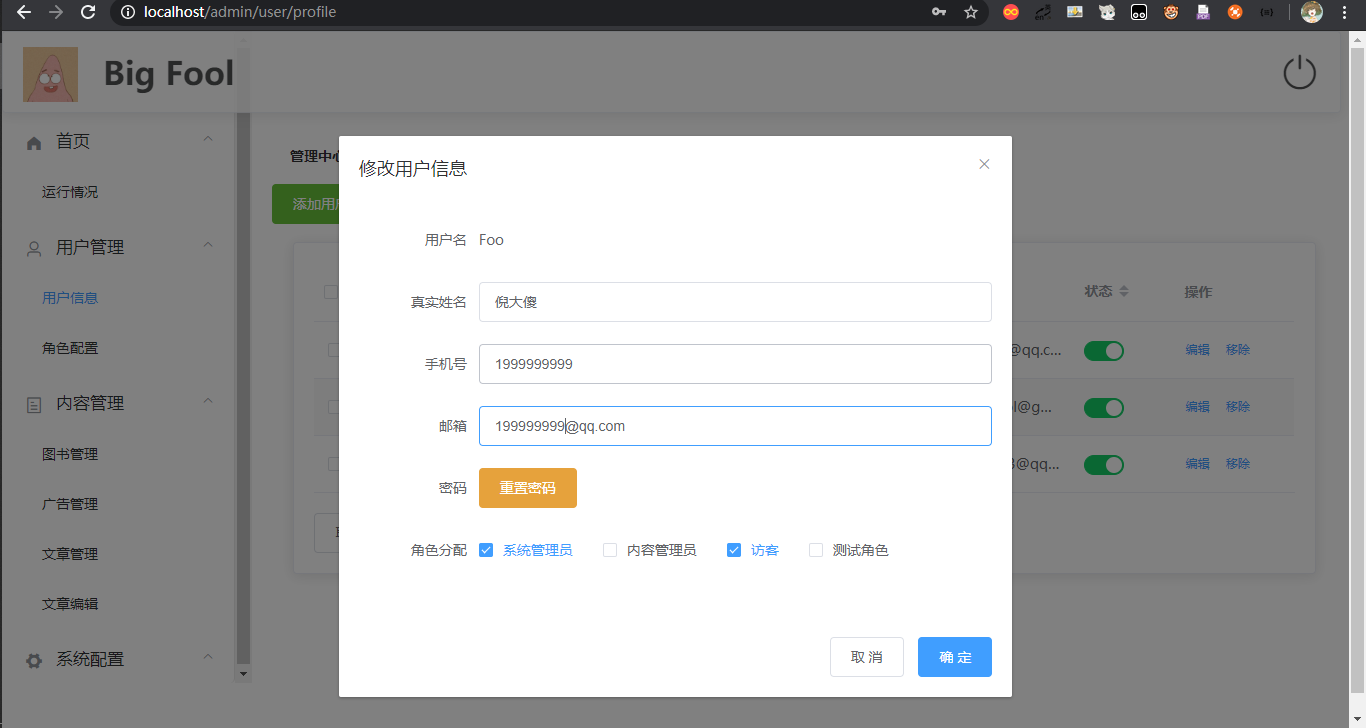 localhost/admin/user/profile
Big Fool
首页
运行情况
用户管理
用户信息
角色配置
内容管理
图书管理
广告管理
文章管理
文章编辑
系统配置
管理中心
添加用户
修改用户信息
用户名 Foo
真实姓名 倪大傻
手机号 1999999999
邮箱 199999999@qq.com
密码 重置密码
角色分配 系统管理员 内容管理员 访客 测试角色
取 消 确 定
状态 操作
@qq.c... 编辑 移除
ol@g... 编辑 移除
3@qq... 编辑 移除